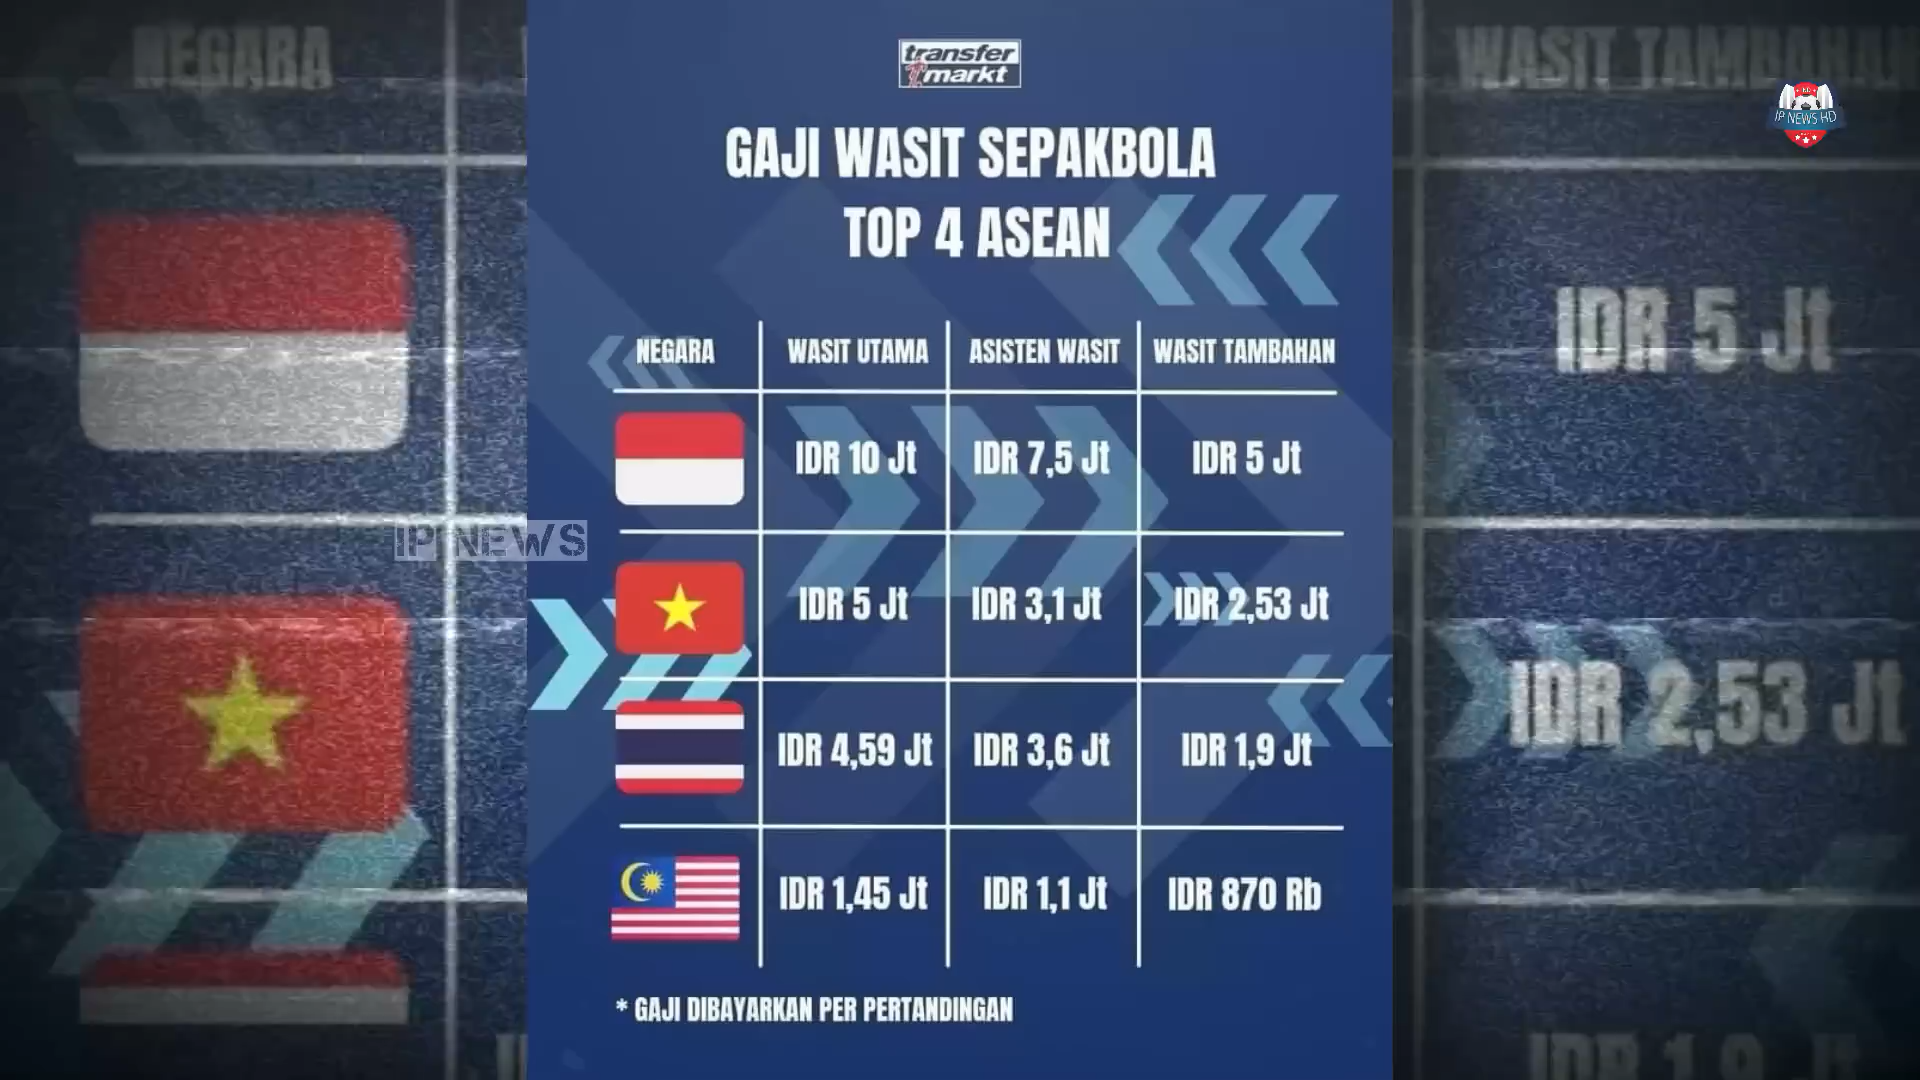 transfer
markt
IP NEWS HD
GAJI WASIT SEPAKBOLA
TOP 4 ASEAN
NEGARA WASIT UTAMA ASISTEN WASIT WASIT TAMBAHAN
IDR 10 Jt IDR 7,5 Jt IDR 5 Jt
IDR 5 Jt IDR 3,1 Jt IDR 2,53 Jt
IDR 4,59 Jt IDR 3,6 Jt IDR 1,9 Jt
IDR 1,45 Jt IDR 1,1 Jt IDR 870 Rb
* GAJI DIBAYARKAN PER PERTANDINGAN
NEGARA
IP NEWS
WASIT TAMBAHAN
IDR 5 Jt
IDR 2,53 Jt
IDR 1,9 Jt